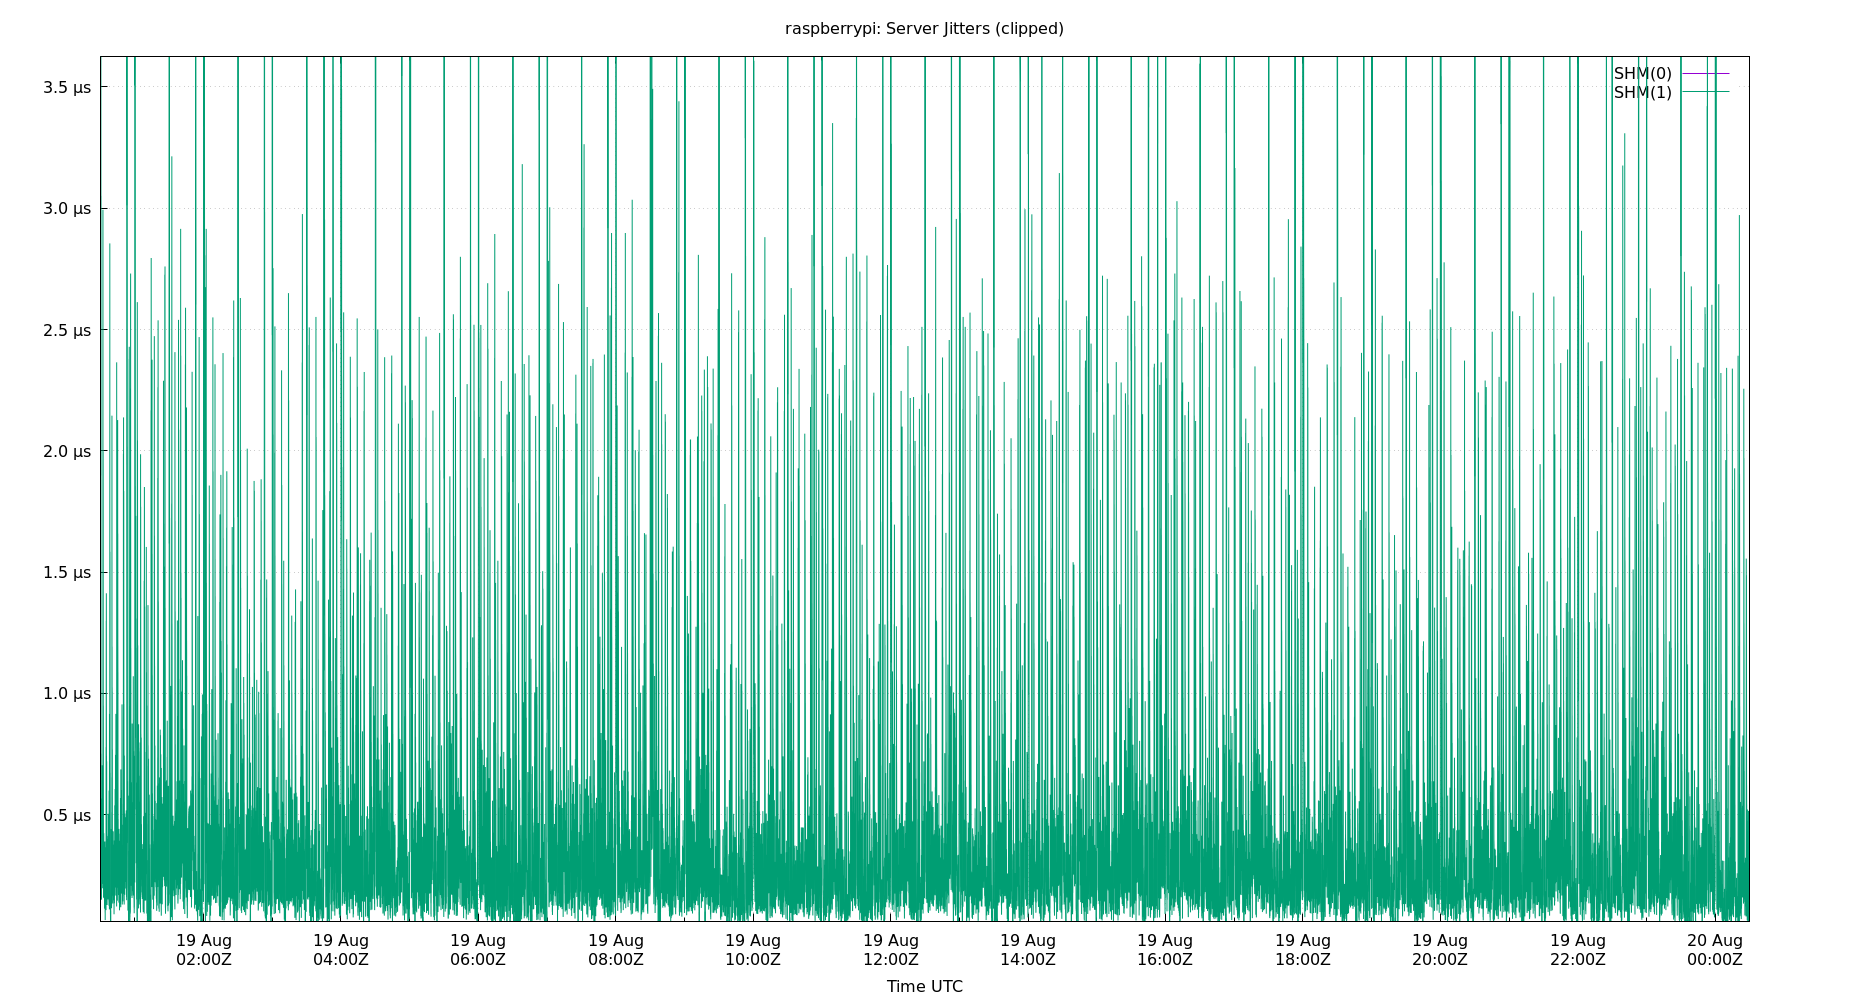 raspberrypi: Server Jitters (clipped)
SHM(0)
SHM(1)
3.5 µs
3.0 µs
2.5 µs
2.0 µs
1.5 µs
1.0 µs
0.5 µs
19 Aug 19 Aug 19 Aug 19 Aug 19 Aug 19 Aug 19 Aug 19 Aug 19 Aug 19 Aug 19 Aug 20 Aug
02:00Z 04:00Z 06:00Z 08:00Z 10:00Z 12:00Z 14:00Z 16:00Z 18:00Z 20:00Z 22:00Z 00:00Z
Time UTC